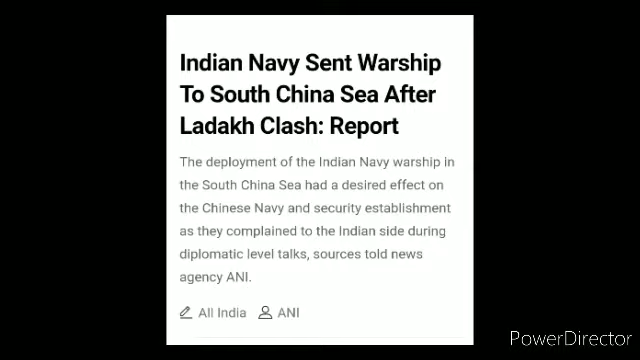 Indian Navy Sent Warship
To South China Sea After
Ladakh Clash: Report
The deployment of the Indian Navy warship in
the South China Sea had a desired effect on
the Chinese Navy and security establishment
as they complained to the Indian side during
diplomatic level talks, sources told news
agency ANI.
All India ANI
PowerDirector